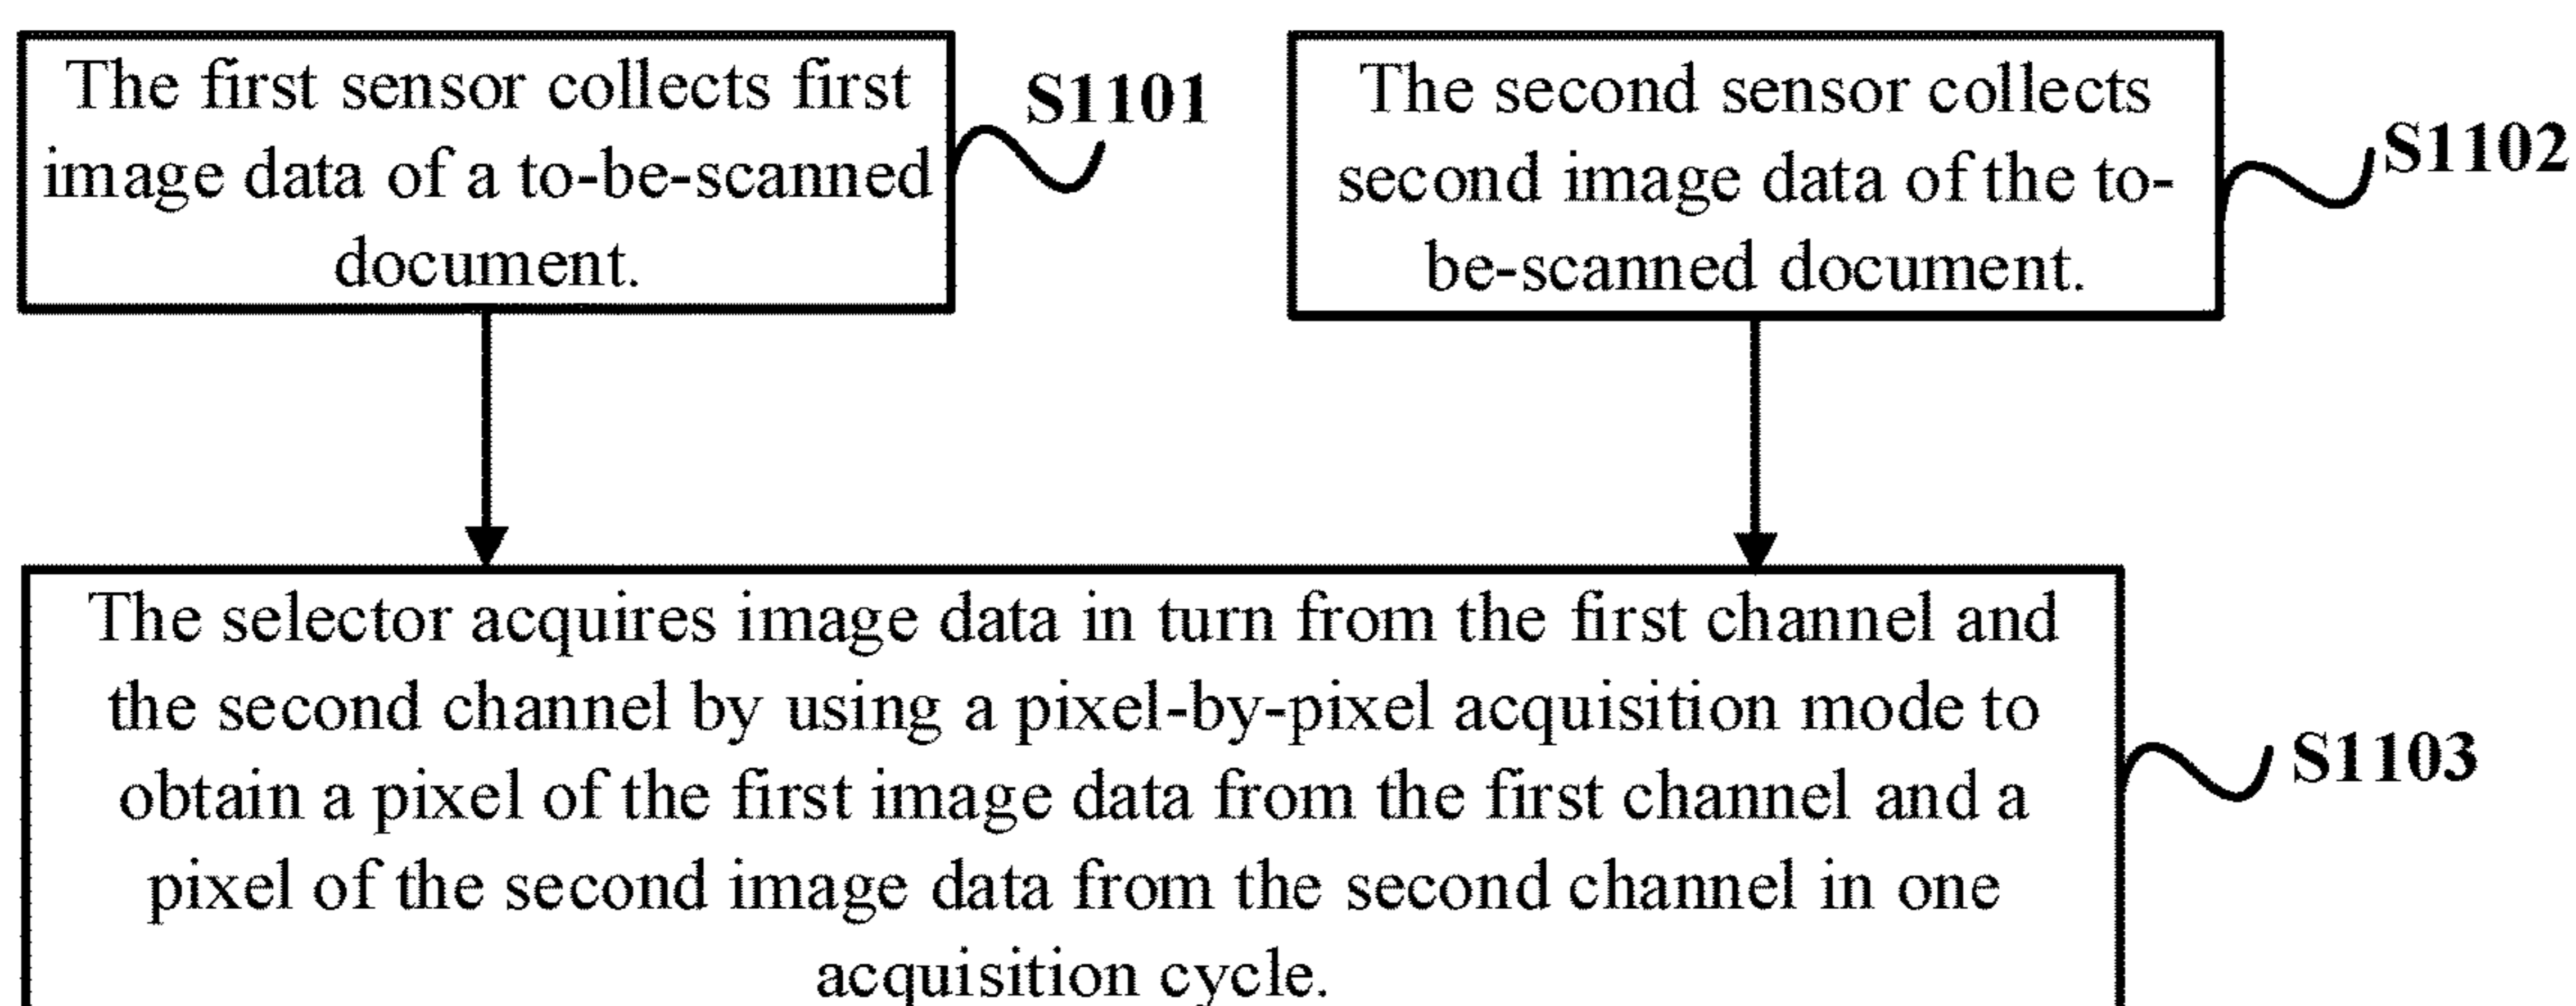 The first sensor collects first
image data of a to-be-scanned
document.
S1101
The second sensor collects
second image data of the to-
be-scanned document.
S1102
The selector acquires image data in turn from the first channel and
the second channel by using a pixel-by-pixel acquisition mode to
obtain a pixel of the first image data from the first channel and a
pixel of the second image data from the second channel in one
acquisition cycle.
S1103